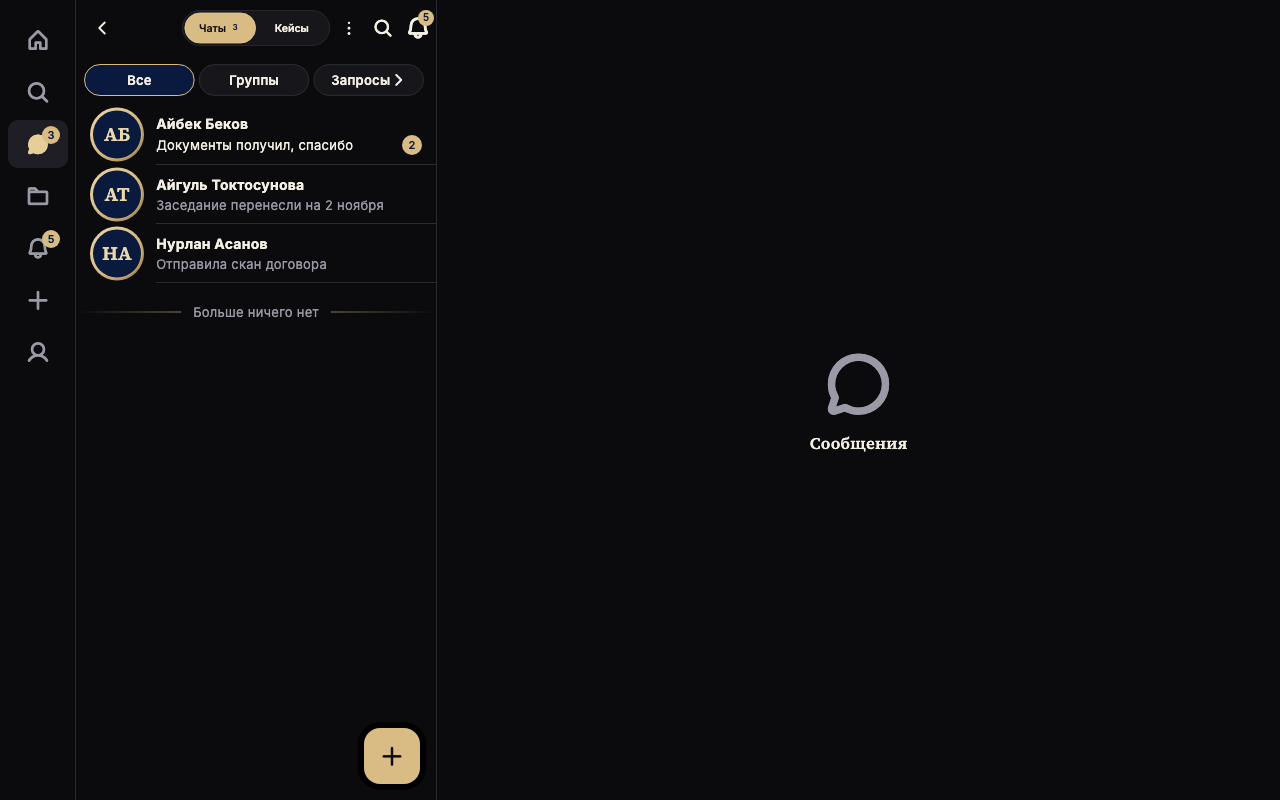 Чаты 3
Кейсы
5
Все
Группы
Запросы
3
5
АБ
Айбек Беков
Документы получил, спасибо
2
АТ
Айгуль Токтосунова
Заседание перенесли на 2 ноября
НА
Нурлан Асанов
Отправила скан договора
Больше ничего нет
Сообщения